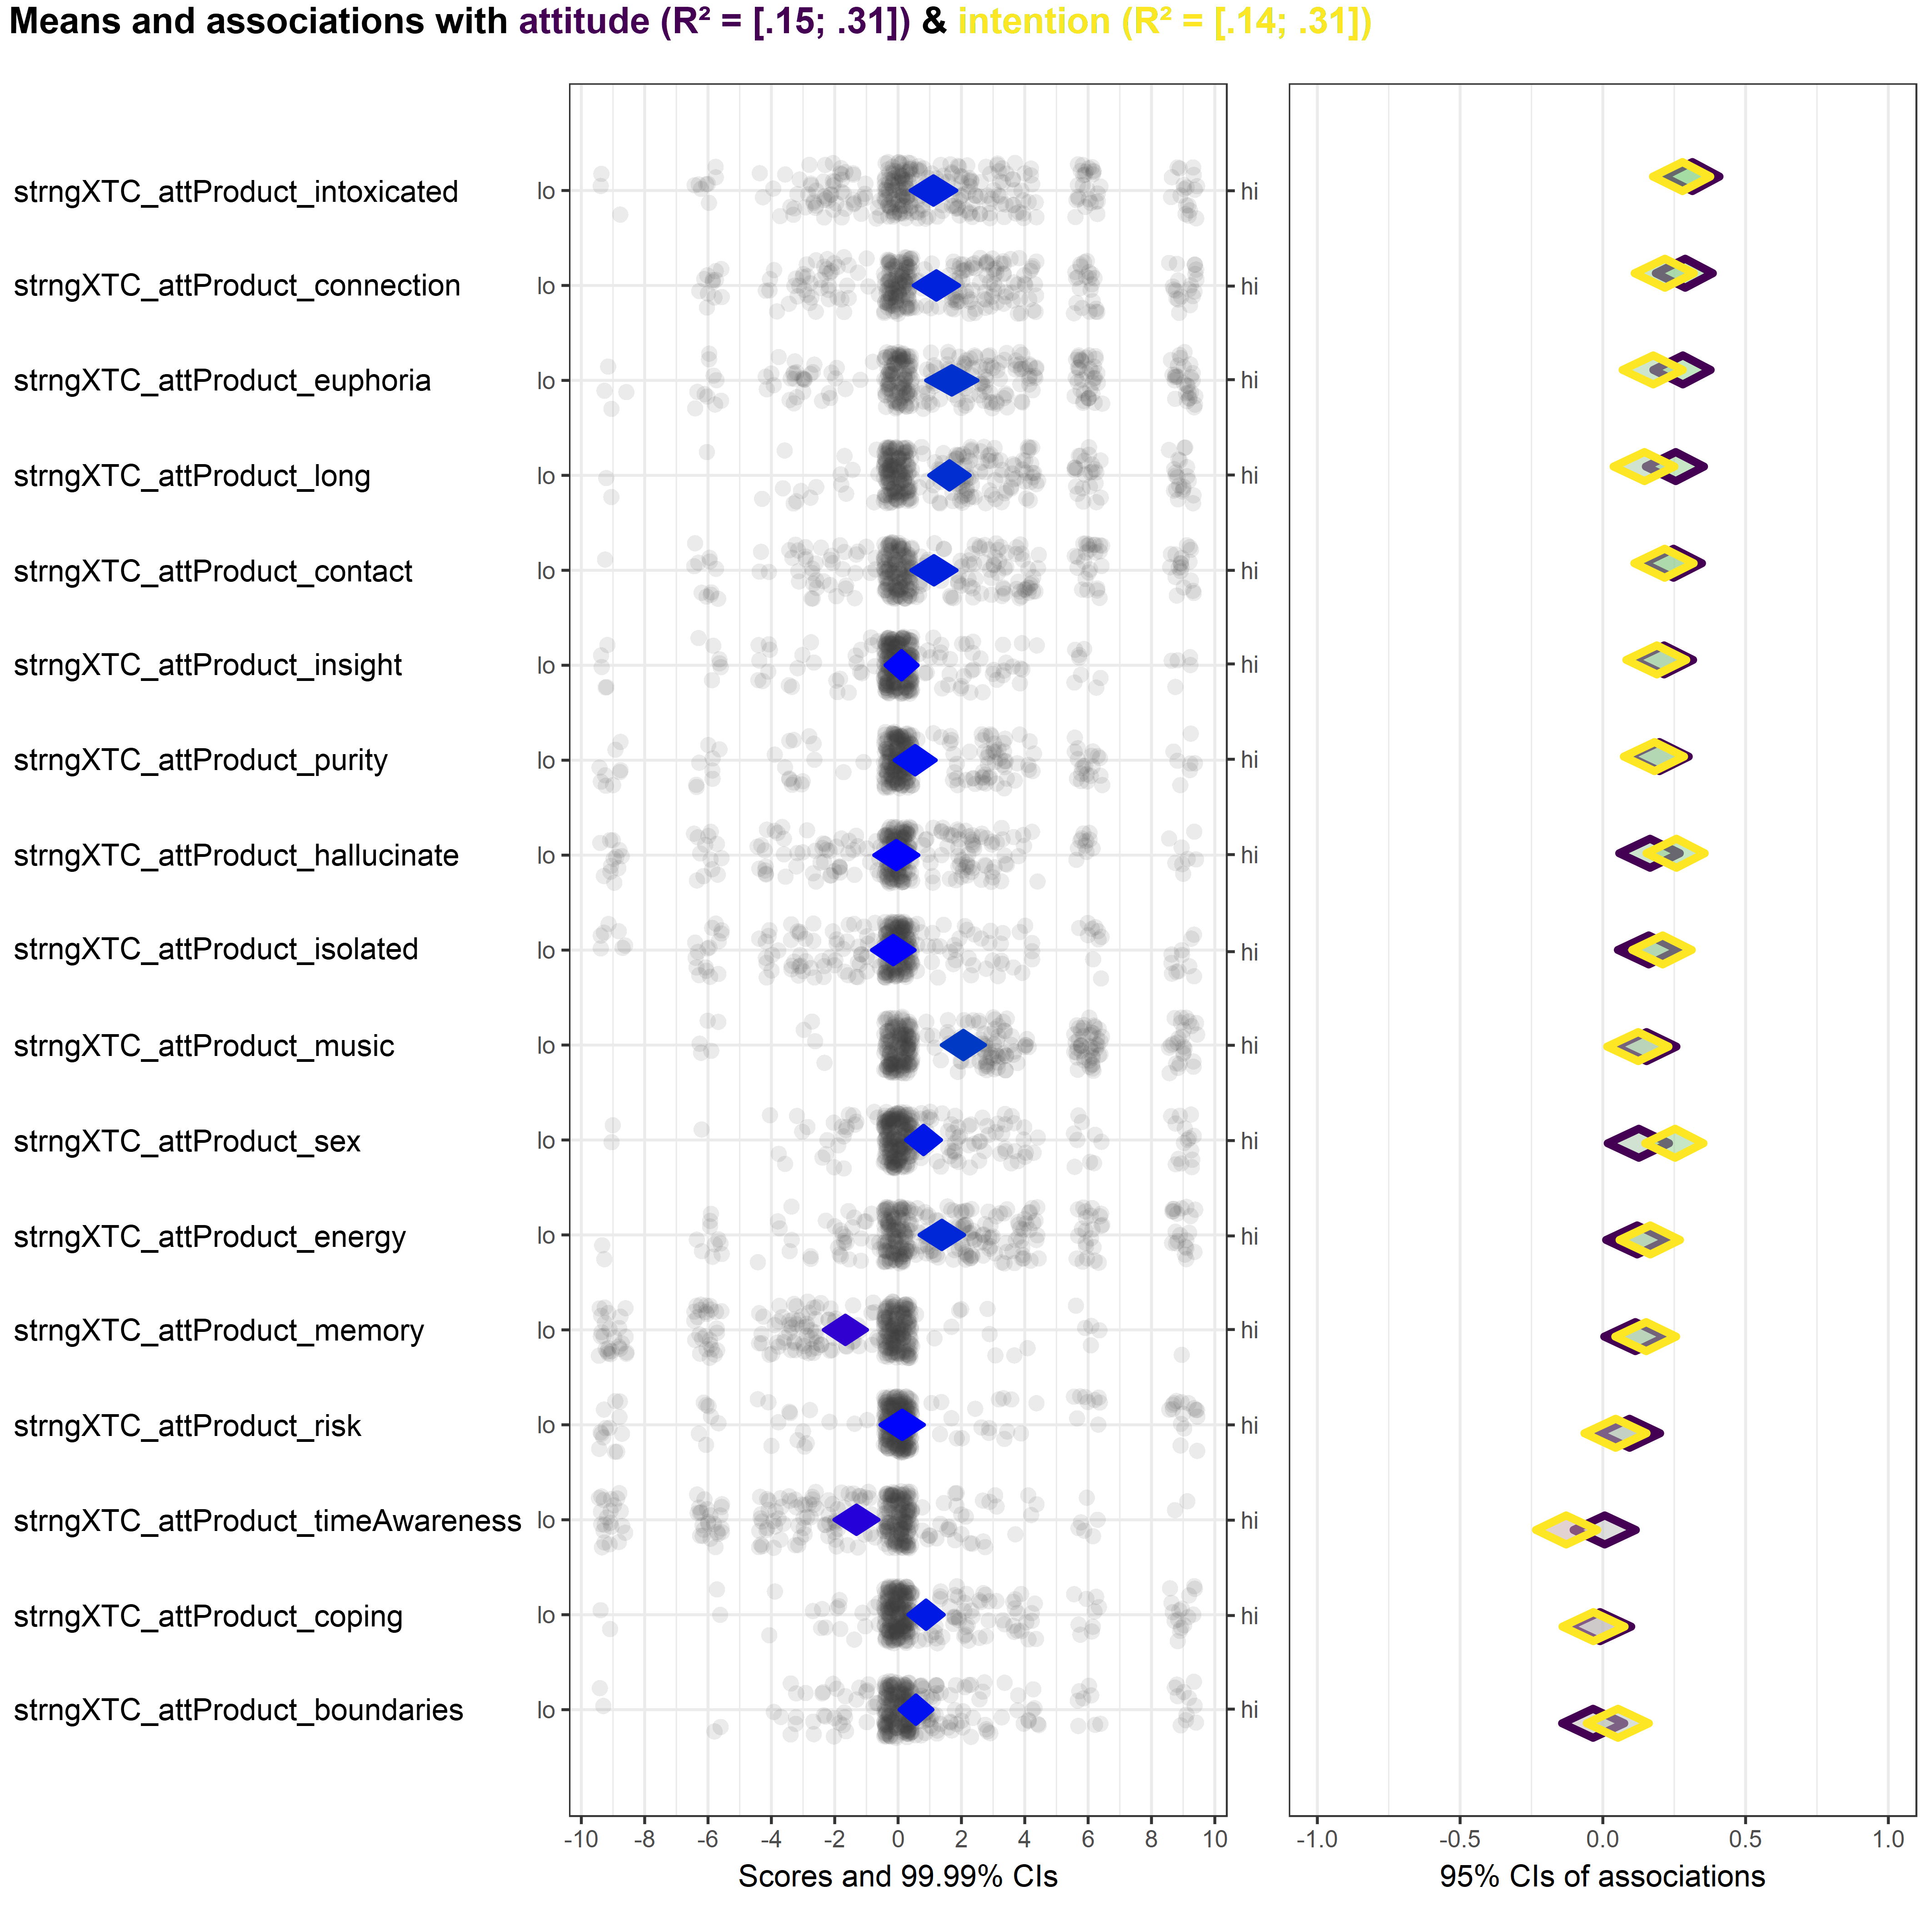 Means and associations with attitude (R² = [.15; .31]) & intention (R² = [.14; .31])
strngXTC_attProduct_intoxicated lo hi
strngXTC_attProduct_connection lo hi
strngXTC_attProduct_euphoria lo hi
strngXTC_attProduct_long lo hi
strngXTC_attProduct_contact lo hi
strngXTC_attProduct_insight lo hi
strngXTC_attProduct_purity lo hi
strngXTC_attProduct_hallucinate lo hi
strngXTC_attProduct_isolated lo hi
strngXTC_attProduct_music lo hi
strngXTC_attProduct_sex lo hi
strngXTC_attProduct_energy lo hi
strngXTC_attProduct_memory lo hi
strngXTC_attProduct_risk lo hi
strngXTC_attProduct_timeAwareness lo hi
strngXTC_attProduct_coping lo hi
strngXTC_attProduct_boundaries lo hi
-10 -8 -6 -4 -2 0 2 4 6 8 10 -1.0 -0.5 0.0 0.5 1.0
Scores and 99.99% CIs 95% CIs of associations